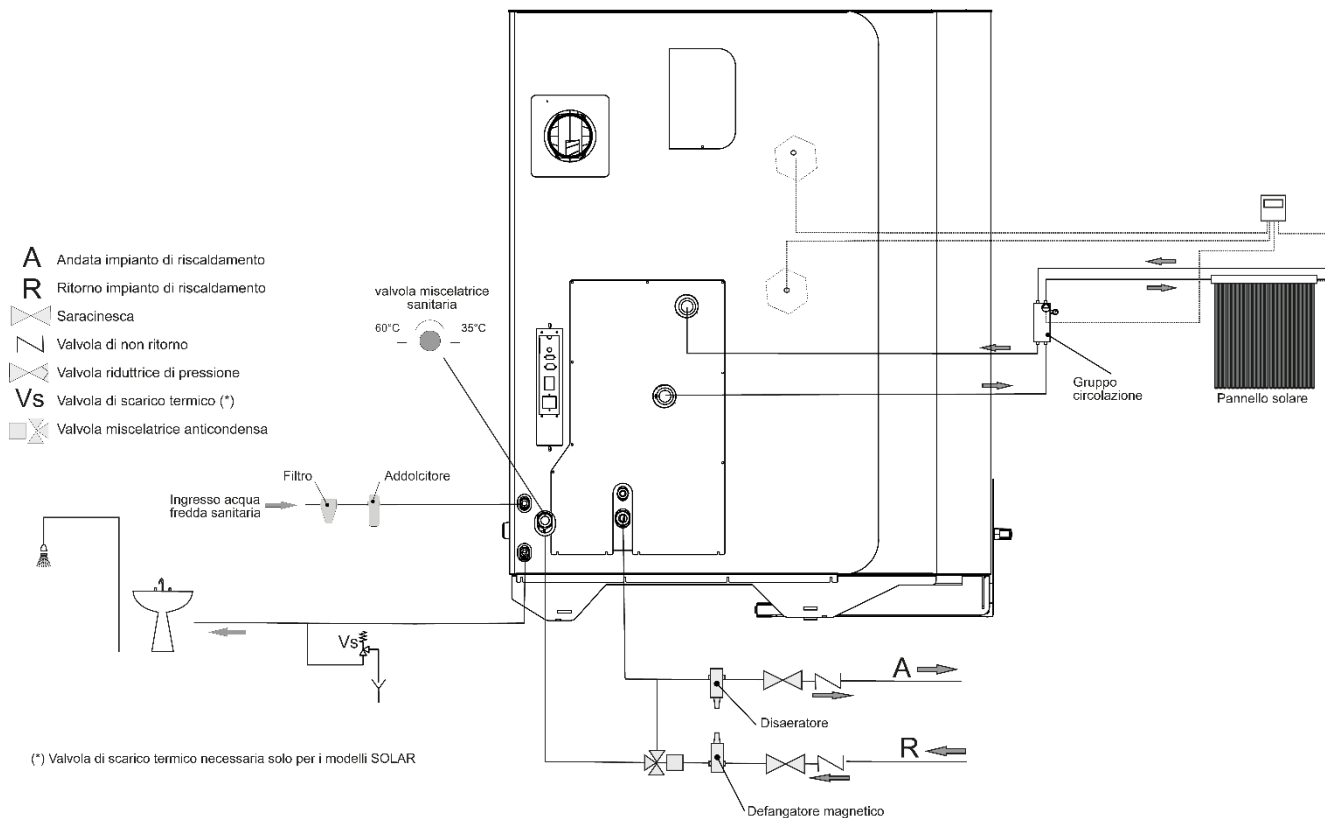 A Andata impianto di riscaldamento
R Ritorno impianto di riscaldamento
Saracinesca
Valvola di non ritorno
Valvola riduttrice di pressione
Vs Valvola di scarico termico (*)
Valvola miscelatrice anticondensa
valvola miscelatrice
sanitaria
60°C 35°C
Filtro
Addolcitore
Ingresso acqua
fredda sanitaria
Vs
Gruppo
circolazione
Pannello solare
A
Disaeratore
R
Defangatore magnetico
(*) Valvola di scarico termico necessaria solo per i modelli SOLAR